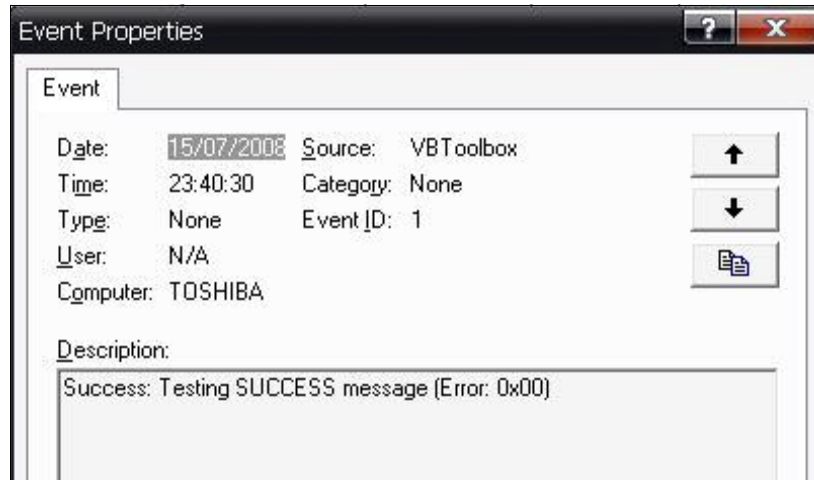 Event Properties
Event
Date: 15/07/2008 Source: VBToolbox
Time: 23:40:30 Category: None
Type: None Event ID: 1
User: N/A
Computer: TOSHIBA
Description:
Success: Testing SUCCESS message (Error: 0x00)